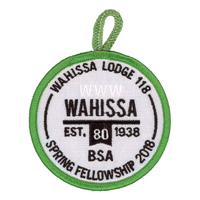 WAHISSA LODGE 118
WWW
WAHISSA
EST. 80 1938
BSA
SPRING FELLOWSHIP 2018